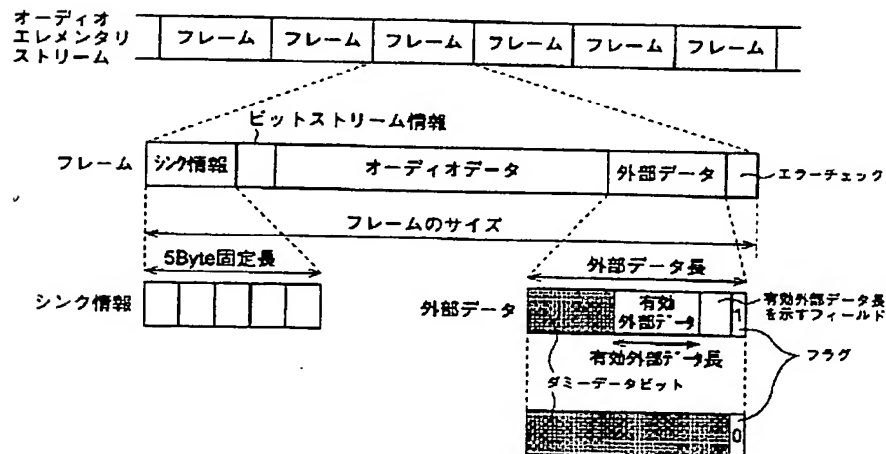 オーディオ
エレメンタリ
ストリーム
フレーム フレーム フレーム フレーム フレーム フレーム
ビットストリーム情報
フレーム シンク情報 オーディオデータ 外部データ エラーチェック
フレームのサイズ
5Byte固定長 外部データ長
シンク情報 外部データ 有効
外部データ 1 有効外部データ長
を示すフィールド
有効外部データ長 フラグ
ダミーデータビット
0